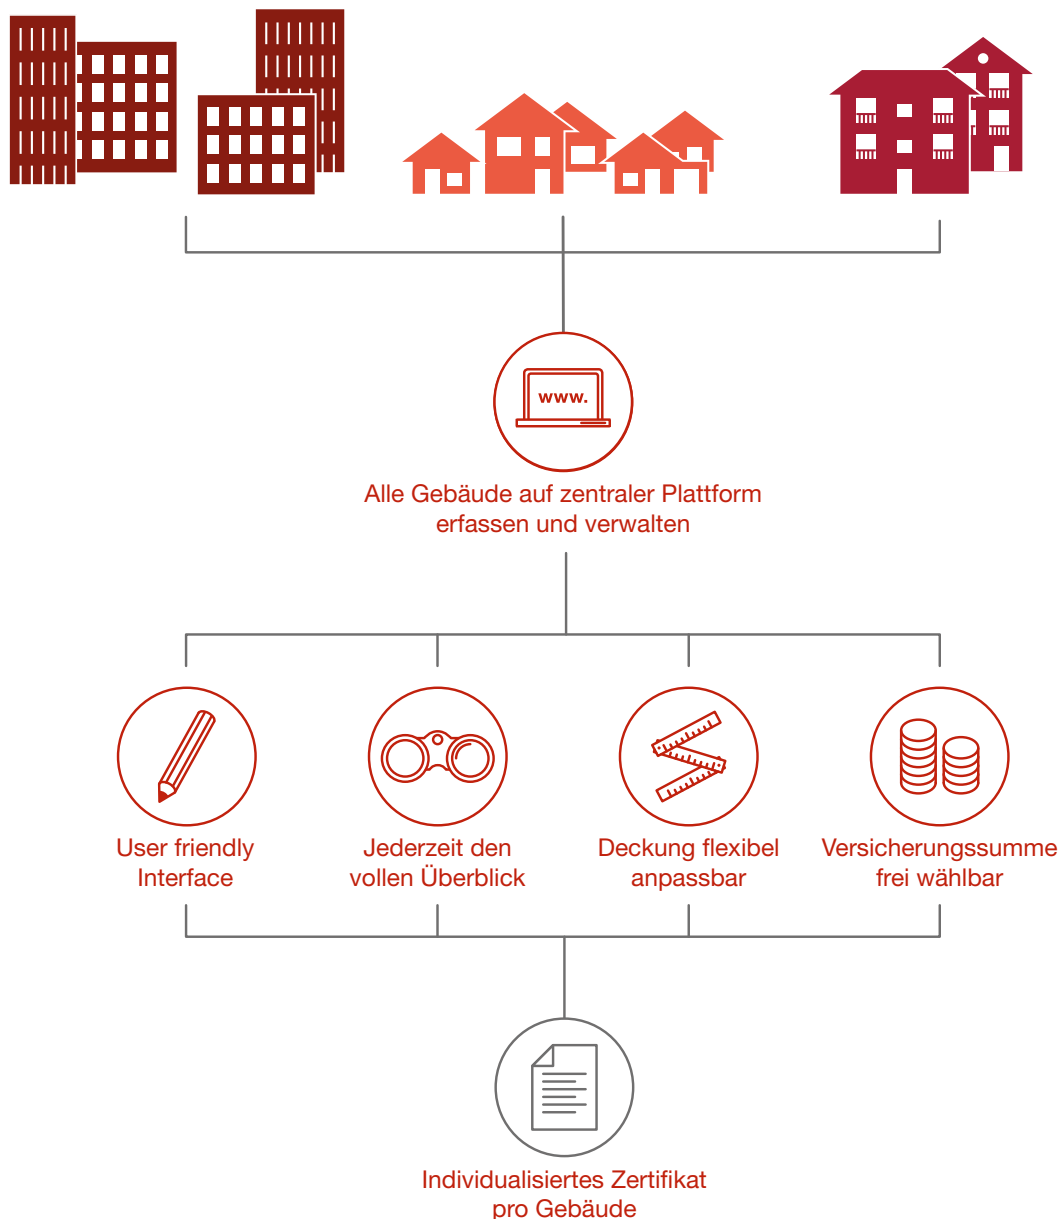 www.
Alle Gebäude auf zentraler Plattform
erfassen und verwalten
User friendly
Interface
Jederzeit den
vollen Überblick
Deckung flexibel
anpassbar
Versicherungssumme
frei wählbar
Individualisiertes Zertifikat
pro Gebäude